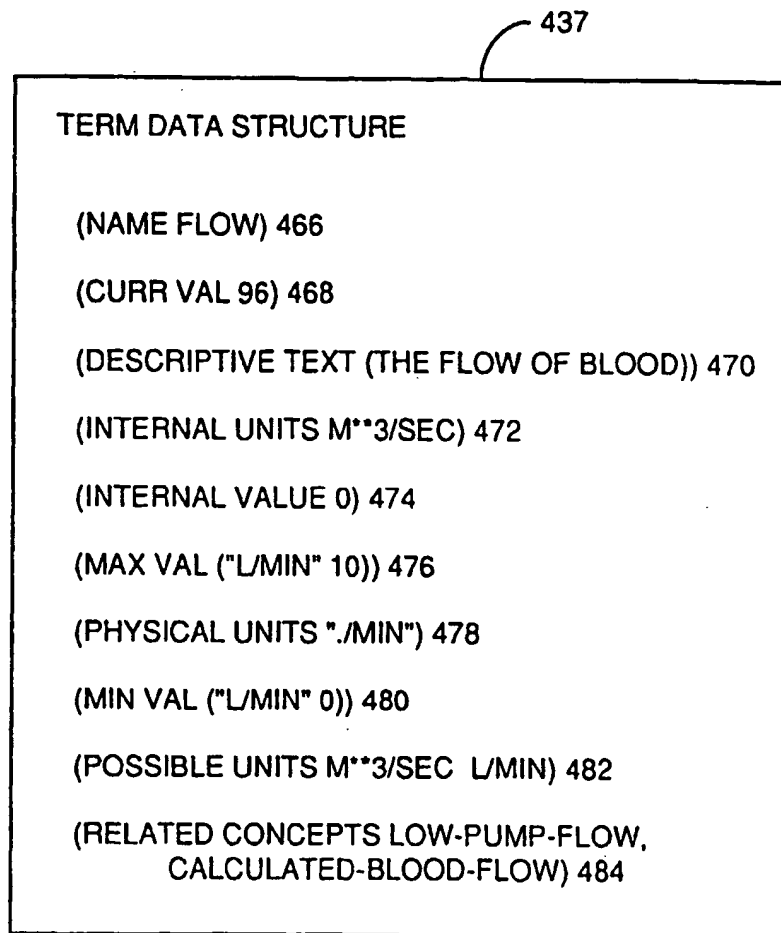 437
TERM DATA STRUCTURE
(NAME FLOW) 466
(CURR VAL 96) 468
(DESCRIPTIVE TEXT (THE FLOW OF BLOOD)) 470
(INTERNAL UNITS M**3/SEC) 472
(INTERNAL VALUE 0) 474
(MAX VAL ("L/MIN" 10)) 476
(PHYSICAL UNITS "./MIN") 478
(MIN VAL ("L/MIN" 0)) 480
(POSSIBLE UNITS M**3/SEC L/MIN) 482
(RELATED CONCEPTS LOW-PUMP-FLOW,
CALCULATED-BLOOD-FLOW) 484